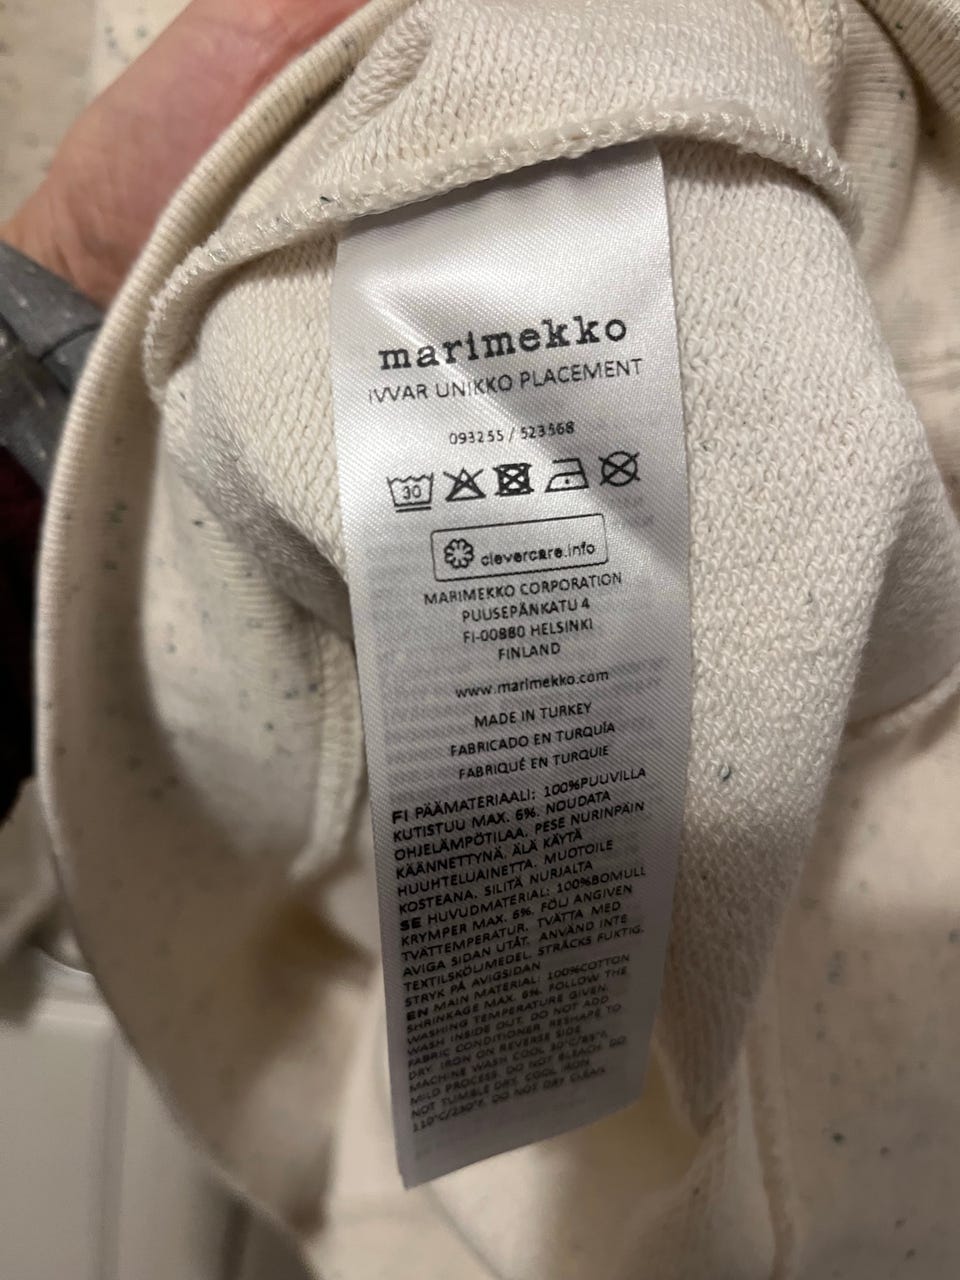 marimekko
IVVAR UNIKKO PLACEMENT
093255 / 523568
30
clevercare.info
MARIMEKKO CORPORATION
PUUSEPÄNKATU 4
FI-00880 HELSINKI
FINLAND
www.marimekko.com
MADE IN TURKEY
FABRICADO EN TURQUÍA
FABRIQUÉ EN TURQUIE
FI PÄÄMATERIAALI: 100%PUUVILLA
KUTISTUU MAX. 6%. NOUDATA
OHJELÄMPÖTILAA, PESE NURINPÄIN
KÄÄNNETTYNÄ, ÄLÄ KÄYTÄ
HUUHTELUAINETTA, MUOTOILE
KOSTEANA, SILITÄ NURJALTA
SE HUVUDMATERIAL: 100%BOMULL
KRYMPER MAX. 6%. FÖLJ ANGIVEN
TVÄTTEMPERATUR, TVÄTTA MED
AVIGA SIDAN UTÅT, ANVÄND INTE
TEXTILSKÖLJMEDEL, STRÄCKS FUKTIG,
STRYK PÅ AVIGSIDAN
EN MAIN MATERIAL: 100%COTTON
SHRINKAGE MAX. 6%. FOLLOW THE
WASHING TEMPERATURE GIVEN,
WASH INSIDE OUT, DO NOT ADD
FABRIC CONDITIONER, RESHAPE TO
DRY, IRON ON REVERSE SIDE
MACHINE WASH COOL 30°C/85°F,
MILD PROCESS, DO NOT BLEACH, DO
NOT TUMBLE DRY, COOL IRON
110°C/230°F, DO NOT DRY CLEAN